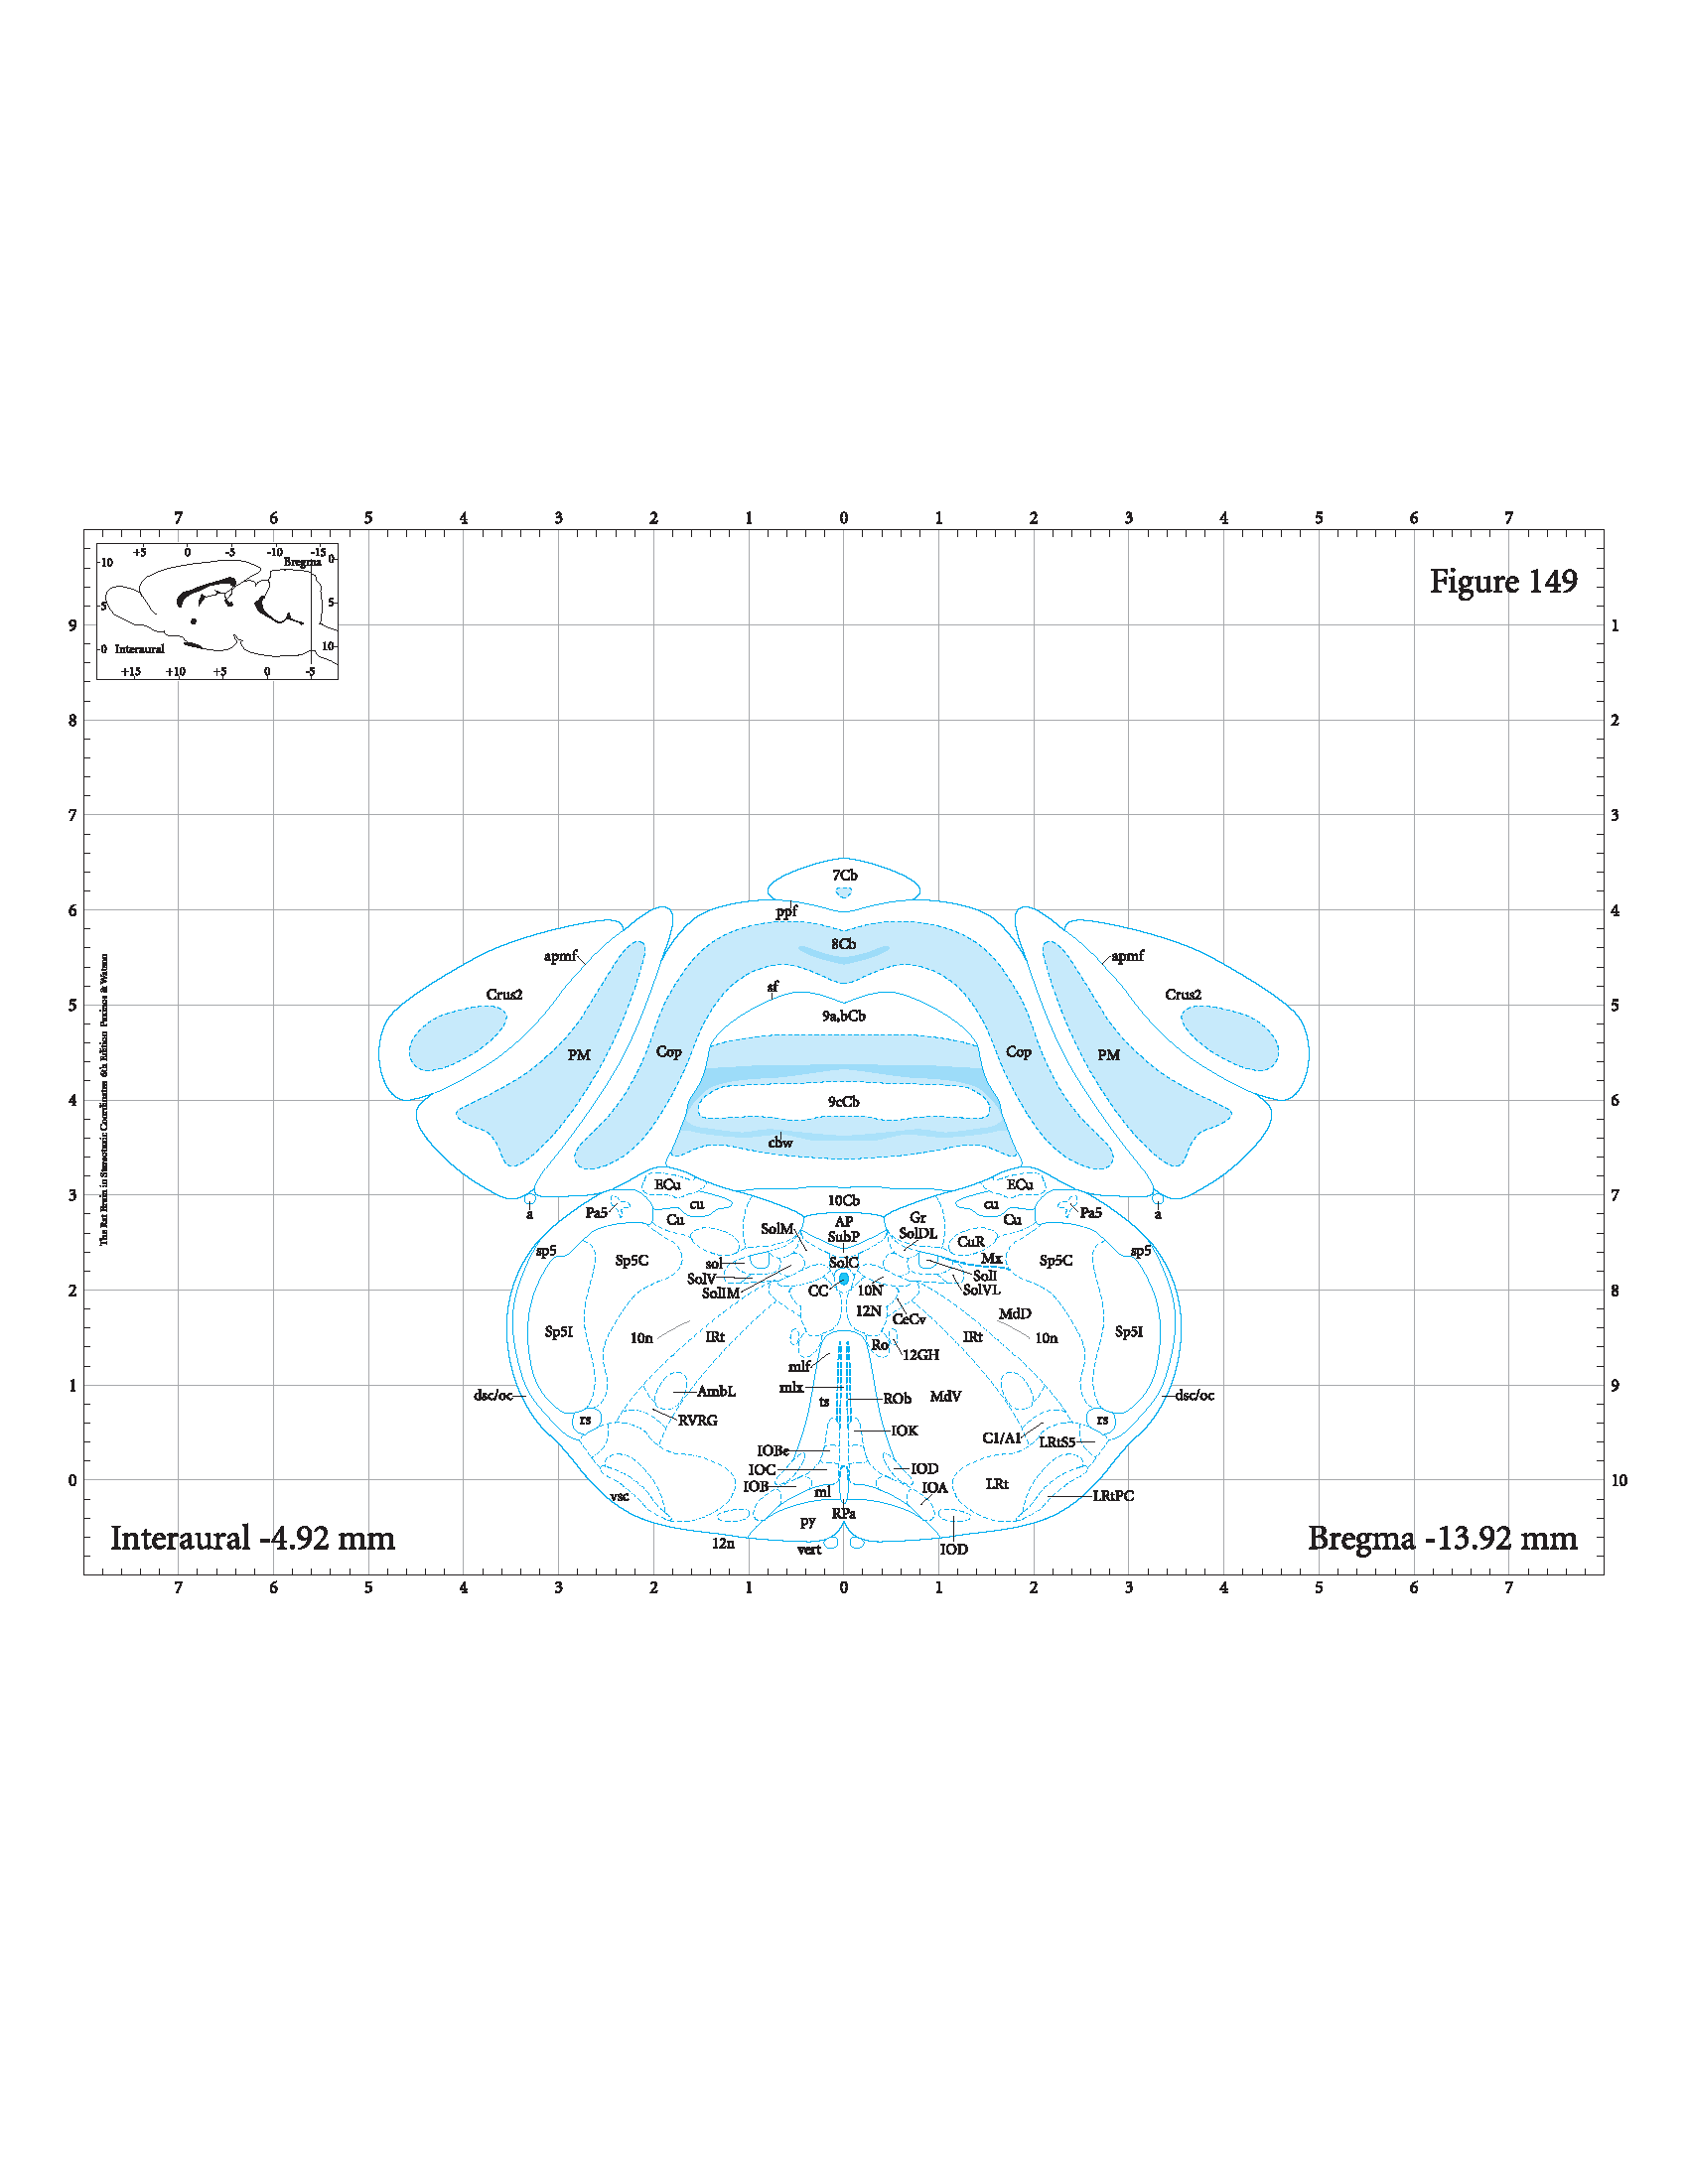 7 6 5 4 3 2 1 0 1 2 3 4 5 6 7
+5 0 -5 -10 -15
Bregma 0
10
5 5
0 Interaural 10
+15 +10 +5 0 -5
Figure 149
9 1
8 2
7 3
7Cb
6 ppf 4
8Cb
apmf apmf
sf
Crus2 Crus2
5 9a,bCb 5
PM Cop Cop PM
4 9cCb 6
cbw
ECu ECu
3 10Cb 7
cu cu
a Pa5 Cu AP Gr Cu Pa5 a
SolM SubP SolDL
CuR
sp5 sp5
Sp5C sol SolC Mx Sp5C
SolV SolI
SolIM CC 10N SolVL
2 8
12N CeCv MdD
Sp5I 10n IRt IRt 10n Sp5I
Ro 12GH
mlf
1 mlx 9
dsc/oc AmbL ts ROb MdV dsc/oc
rs RVRG rs
IOK C1/A1 LRtS5
IOBe
IOC IOD
0 10
IOB ml IOA LRt
vsc LRtPC
py RPa
12n vert IOD
Interaural -4.92 mm
Bregma -13.92 mm
7 6 5 4 3 2 1 0 1 2 3 4 5 6 7
The Rat Brain in Stereotaxic Coordinates 6th Edition Paxinos & Watson